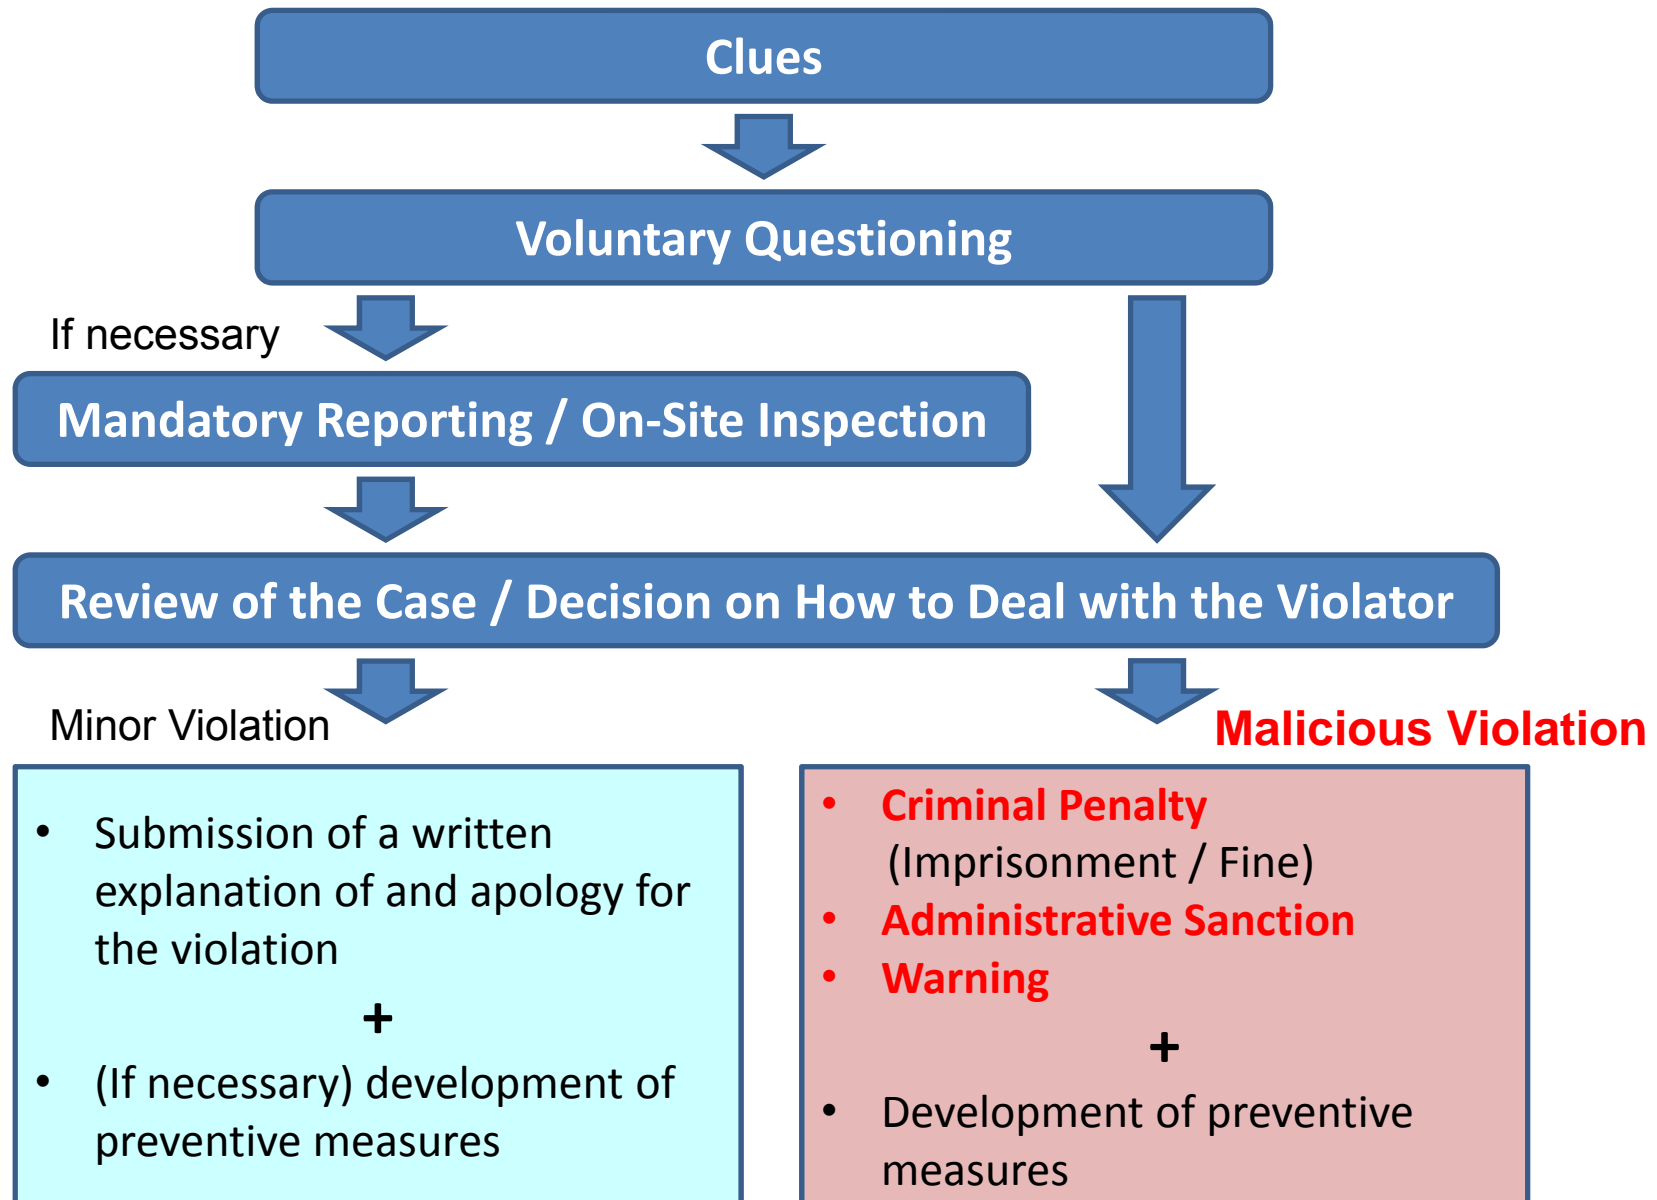 Clues
Voluntary Questioning
If necessary
Mandatory Reporting / On-Site Inspection
Review of the Case / Decision on How to Deal with the Violator
Minor Violation
Malicious Violation
• Submission of a written
explanation of and apology for
the violation
+
• (If necessary) development of
preventive measures
• Criminal Penalty
(Imprisonment / Fine)
• Administrative Sanction
• Warning
+
• Development of preventive
measures